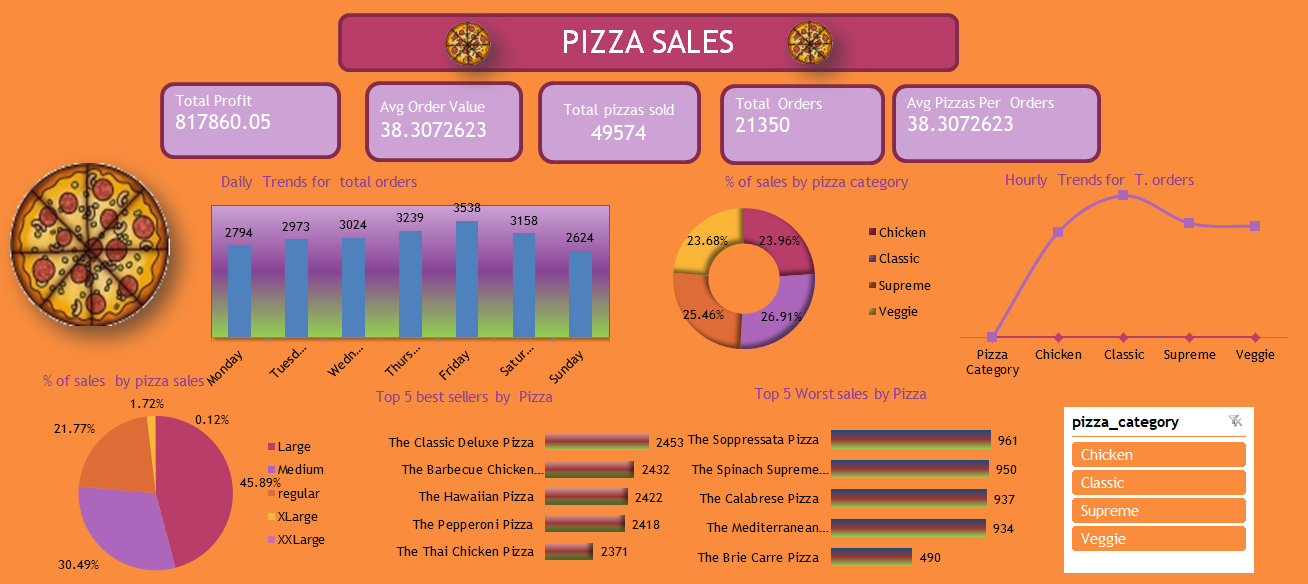 PIZZA SALES
Total Profit
817860.05
Avg Order Value
38.3072623
Total pizzas sold
49574
Total Orders
21350
Avg Pizzas Per Orders
38.3072623
Daily Trends for total orders
2794
2973
3024
3239
3538
3158
2624
Monday
Tuesd...
Wedn...
Thurs...
Friday
Satur...
Sunday
% of sales by pizza category
23.68%
23.96%
25.46%
26.91%
Chicken
Classic
Supreme
Veggie
Hourly Trends for T. orders
Pizza
Category
Chicken
Classic
Supreme
Veggie
% of sales by pizza sales
1.72%
0.12%
21.77%
45.89%
30.49%
Large
Medium
regular
XLarge
XXLarge
Top 5 best sellers by Pizza
The Classic Deluxe Pizza 2453
The Barbecue Chicken... 2432
The Hawaiian Pizza 2422
The Pepperoni Pizza 2418
The Thai Chicken Pizza 2371
Top 5 Worst sales by Pizza
The Soppressata Pizza 961
The Spinach Supreme... 950
The Calabrese Pizza 937
The Mediterranean... 934
The Brie Carre Pizza 490
pizza_category
Chicken
Classic
Supreme
Veggie